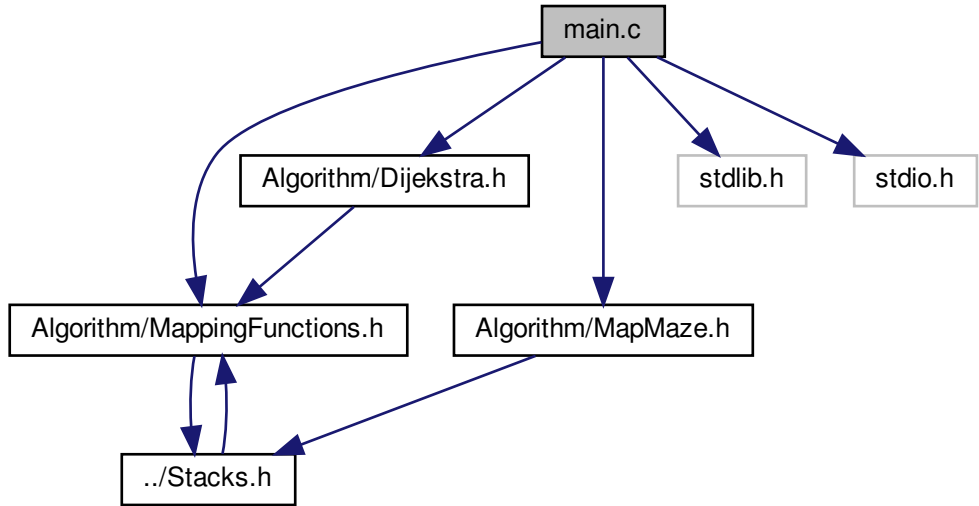 main.c
Algorithm/Dijekstra.h
stdlib.h
stdio.h
Algorithm/MappingFunctions.h
Algorithm/MapMaze.h
../Stacks.h